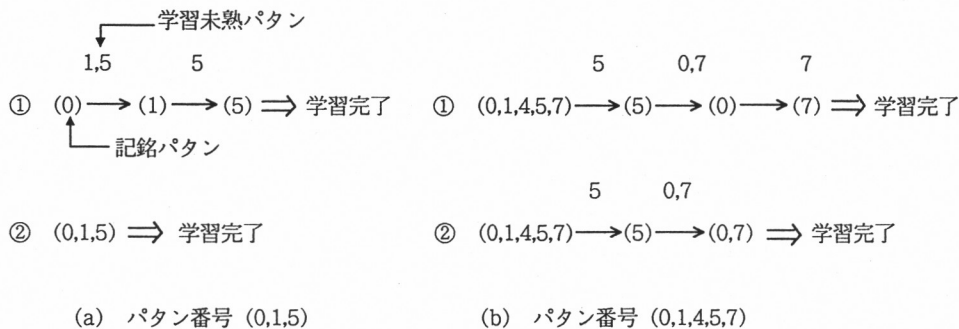 学習未熟パタン
1,5 5
① (0) ⟶ (1) ⟶ (5) ⟹ 学習完了
記銘パタン
② (0,1,5) ⟹ 学習完了
(a) パタン番号 (0,1,5)
5 0,7 7
① (0,1,4,5,7) ⟶ (5) ⟶ (0) ⟶ (7) ⟹ 学習完了
5 0,7
② (0,1,4,5,7) ⟶ (5) ⟶ (0,7) ⟹ 学習完了
(b) パタン番号 (0,1,4,5,7)